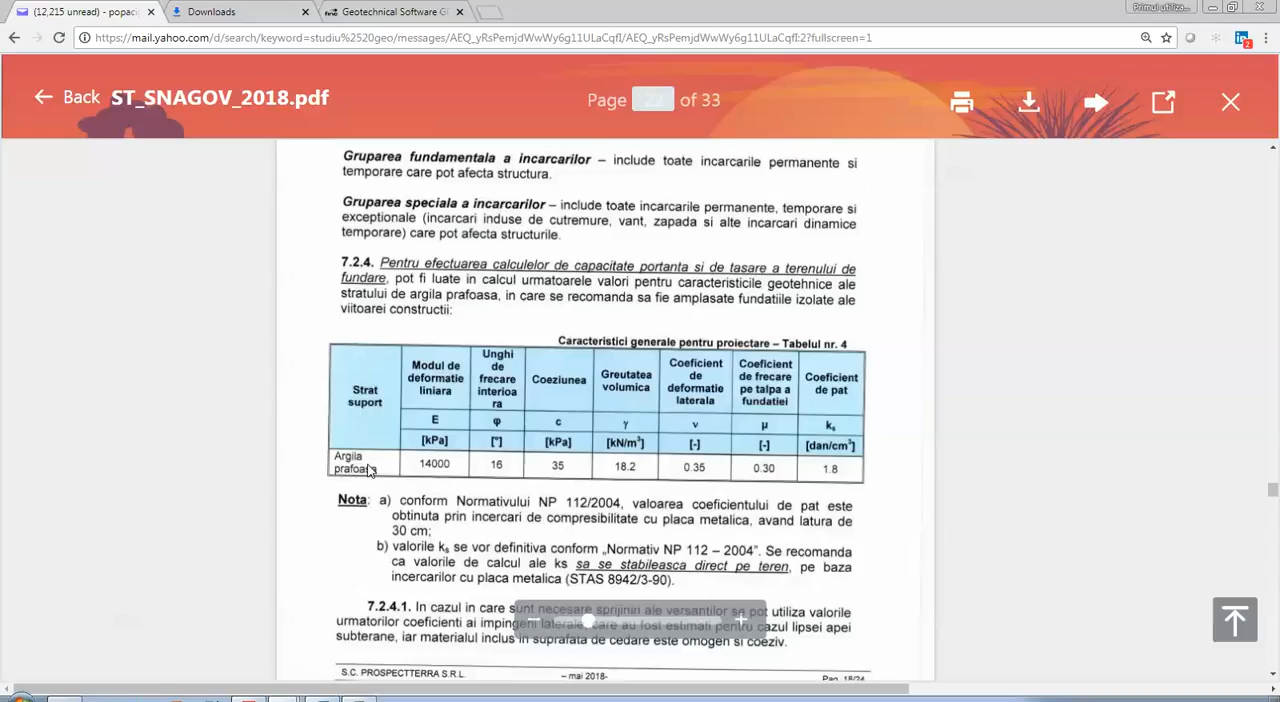 (12,215 unread) - popaci
Downloads
Geotechnical Software GE
Primul utiliza...
https://mail.yahoo.com/d/search/keyword=studiu%2520geo/messages/AEQ_yRsPemjdWwWy6g11ULaCqfI/AEQ_yRsPemjdWwWy6g11ULaCqfI:2?fullscreen=1
2
Back ST_SNAGOV_2018.pdf
Page 22 of 33
Gruparea fundamentala a incarcarilor – include toate incarcarile permanente si
temporare care pot afecta structura.
Gruparea speciala a incarcarilor – include toate incarcarile permanente, temporare si
exceptionale (incarcari induse de cutremure, vant, zapada si alte incarcari dinamice
temporare) care pot afecta structurile.
7.2.4. Pentru efectuarea calculelor de capacitate portanta si de tasare a terenului de
fundare, pot fi luate in calcul urmatoarele valori pentru caracteristicile geotehnice ale
stratului de argila prafoasa, in care se recomanda sa fie amplasate fundatiile izolate ale
viitoarei constructii:
Caracteristici generale pentru proiectare – Tabelul nr. 4
Strat
suport
Modul de
deformatie
liniara
E
[kPa]
Unghi
de
frecare
interioa
ra
φ
[°]
Coeziunea
c
[kPa]
Greutatea
volumica
γ
[kN/m³]
Coeficient
de
deformatie
laterala
ν
[-]
Coeficient
de frecare
pe talpa a
fundatiei
μ
[-]
Coeficient
de pat
ks
[dan/cm³]
Argila
prafoasa
14000
16
35
18.2
0.35
0.30
1.8
Nota: a) conform Normativului NP 112/2004, valoarea coeficientului de pat este
obtinuta prin incercari de compresibilitate cu placa metalica, avand latura de
30 cm;
b) valorile ks se vor definitiva conform „Normativ NP 112 – 2004”. Se recomanda
ca valorile de calcul ale ks sa se stabileasca direct pe teren, pe baza
incercarilor cu placa metalica (STAS 8942/3-90).
7.2.4.1. In cazul in care sunt necesare sprijiniri ale versantilor se pot utiliza valorile
urmatorilor coeficienti ai impingerii laterale care au fost estimati pentru cazul lipsei apei
subterane, iar materialul inclus in suprafata de cedare este omogen si coeziv.
S.C. PROSPECTTERRA S.R.L.
– mai 2018-
Pag. 18/24